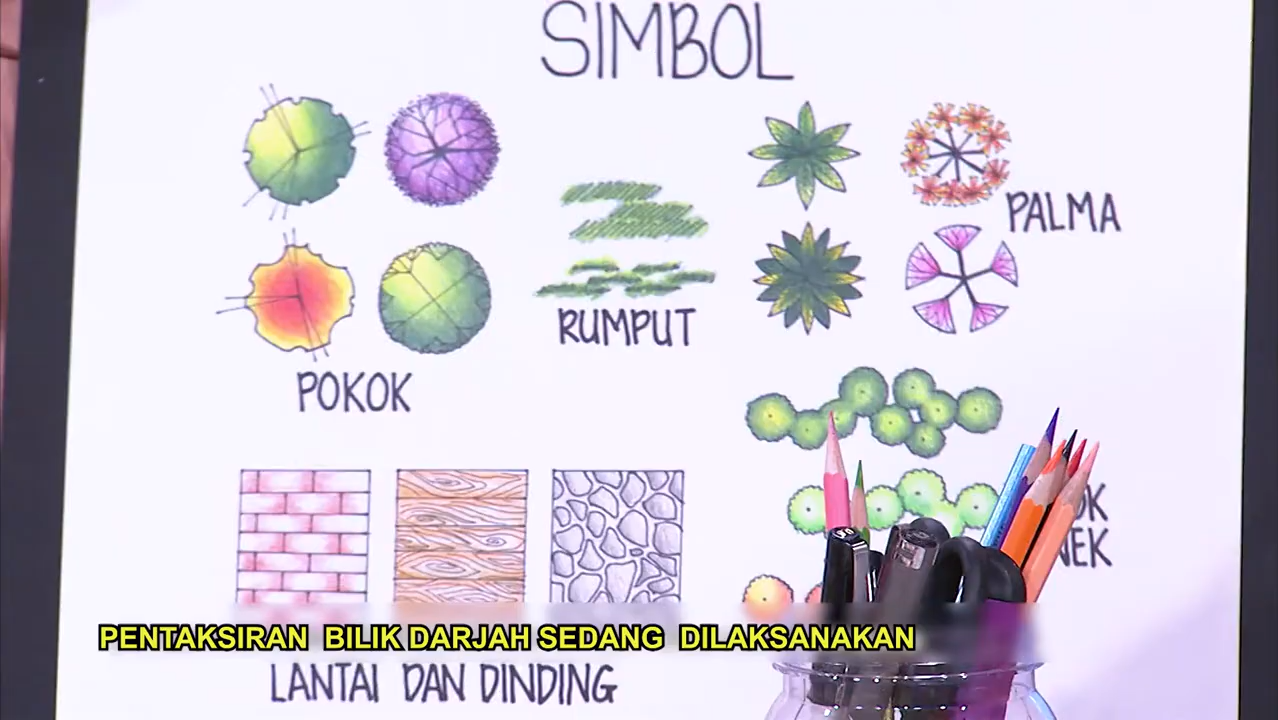 SIMBOL
PALMA
RUMPUT
POKOK
PENTAKSIRAN BILIK DARJAH SEDANG DILAKSANAKAN
LANTAI DAN DINDING